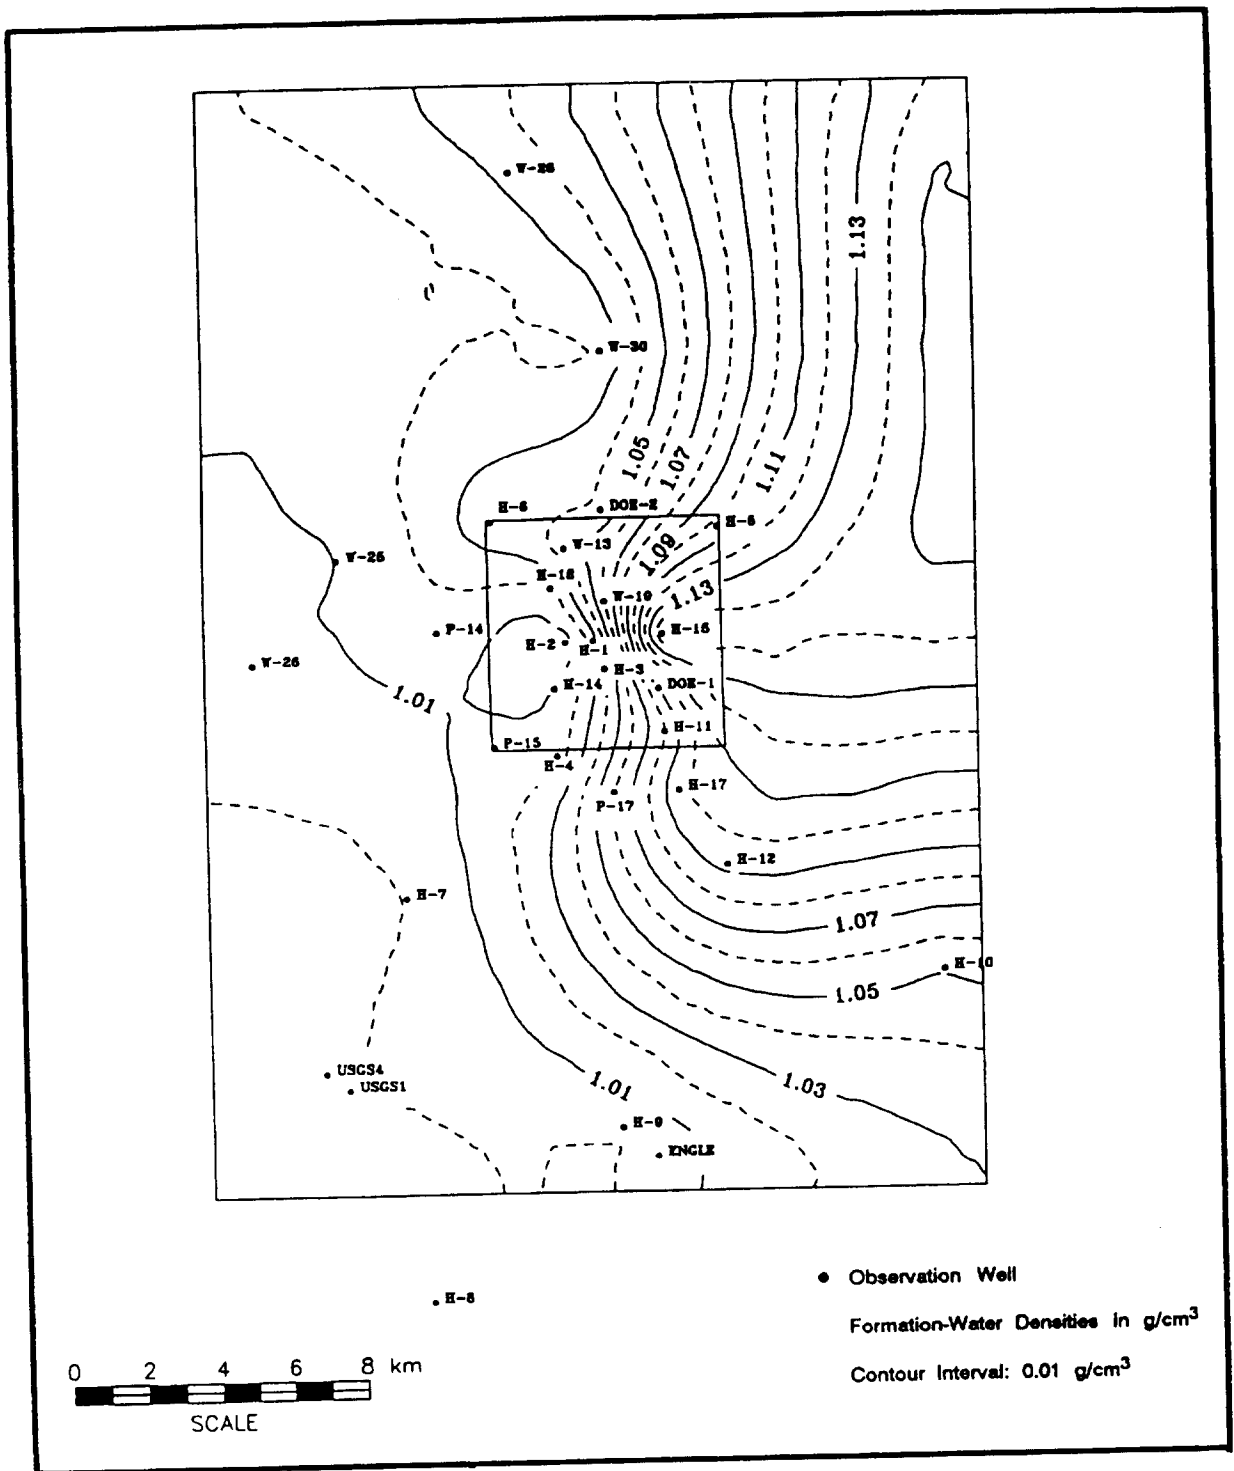 W-28
1.13
W-30
1.05
1.07
1.11
H-6
DOE-2
H-5
W-13
1.09
W-25
H-18
W-19
1.13
P-14
H-2
H-1
H-15
W-26
H-3
H-14
DOE-1
1.01
H-11
P-15
H-4
H-17
P-17
H-12
H-7
1.07
H-10
1.05
USGS4
USGS1
1.01
1.03
H-9
ENGLE
Observation Well
H-8
Formation-Water Densities in g/cm³
0 2 4 6 8 km
Contour Interval: 0.01 g/cm³
SCALE